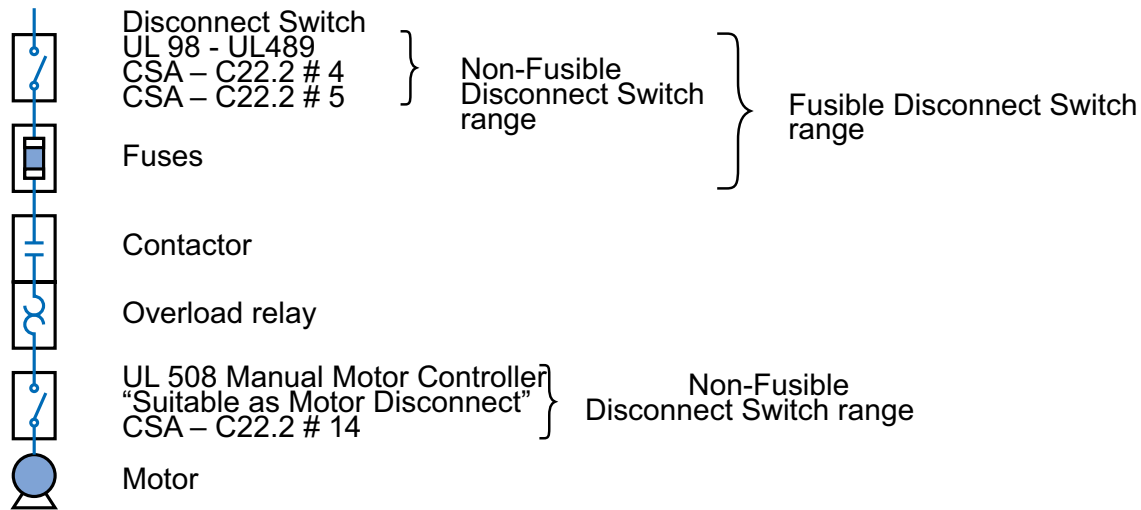 Disconnect Switch
UL 98 - UL489
CSA – C22.2 # 4
CSA – C22.2 # 5
Non-Fusible
Disconnect Switch
range
Fusible Disconnect Switch
range
Fuses
Contactor
Overload relay
UL 508 Manual Motor Controller
“Suitable as Motor Disconnect”
CSA – C22.2 # 14
Non-Fusible
Disconnect Switch range
Motor